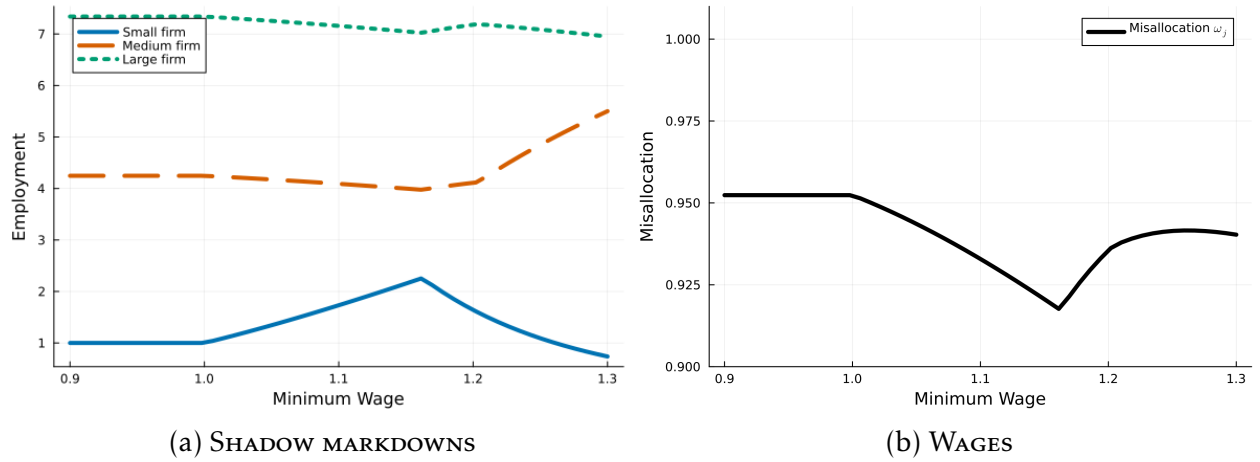 Small firm
Medium firm
Large firm
7
6
5
4
3
2
1
Employment
0.9 1.0 1.1 1.2 1.3
Minimum Wage
(a) Shadow markdowns
Misallocation ω_j
1.000
0.975
0.950
0.925
0.900
Misallocation
0.9 1.0 1.1 1.2 1.3
Minimum Wage
(b) Wages